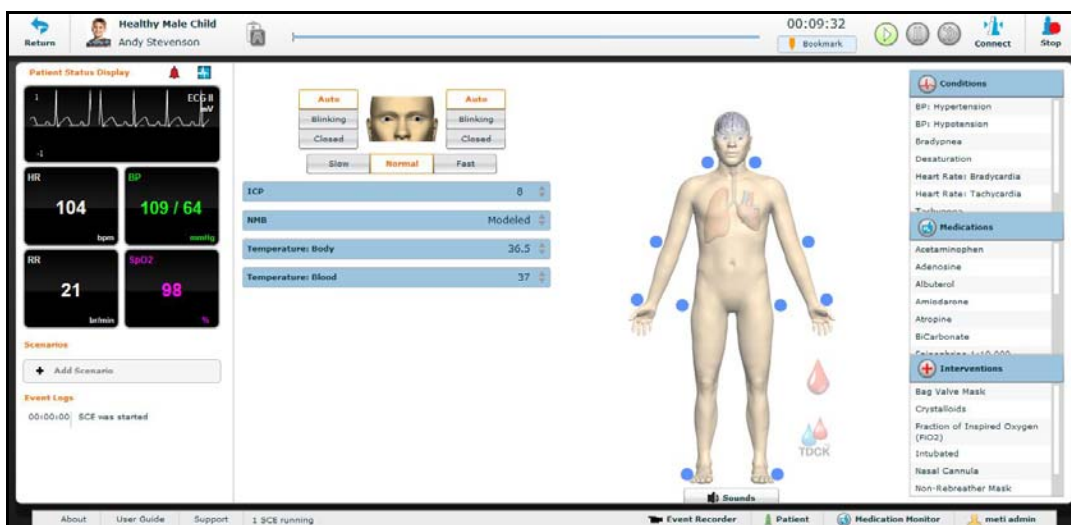 Return
Healthy Male Child
Andy Stevenson
00:09:32
Bookmark
Connect
Stop
Patient Status Display
1
ECG II
mV
-1
HR
104
bpm
BP
109 / 64
mmHg
RR
21
br/min
SpO2
98
%
Scenarios
Add Scenario
Event Logs
00:00:00 SCE was started
Auto
Blinking
Closed
Auto
Blinking
Closed
Slow Normal Fast
ICP 8
NMB Modeled
Temperature: Body 36.5
Temperature: Blood 37
TDCK
Sounds
Conditions
BP: Hypertension
BP: Hypotension
Bradypnea
Desaturation
Heart Rate: Bradycardia
Heart Rate: Tachycardia
Tachypnea
Medications
Acetaminophen
Adenosine
Albuterol
Amiodarone
Atropine
BiCarbonate
Epinephrine 1:10,000
Interventions
Bag Valve Mask
Crystalloids
Fraction of Inspired Oxygen
(FiO2)
Intubated
Nasal Cannula
Non-Rebreather Mask
About User Guide Support 1 SCE running Event Recorder Patient Medication Monitor meti admin